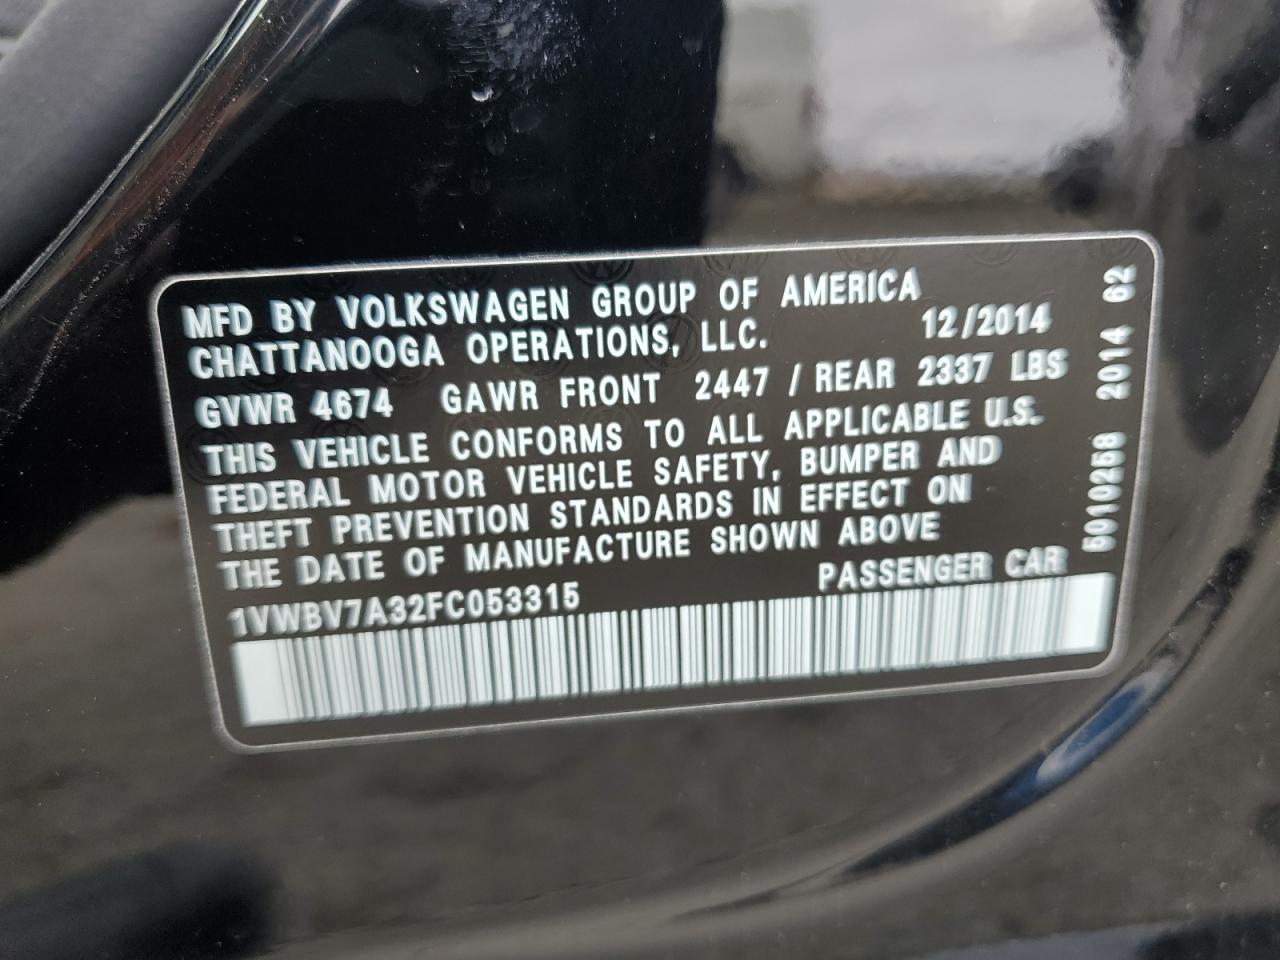 MFD BY VOLKSWAGEN GROUP OF AMERICA
CHATTANOOGA OPERATIONS, LLC. 12/2014
GVWR 4674 GAWR FRONT 2447 / REAR 2337 LBS
THIS VEHICLE CONFORMS TO ALL APPLICABLE U.S.
FEDERAL MOTOR VEHICLE SAFETY, BUMPER AND
THEFT PREVENTION STANDARDS IN EFFECT ON
THE DATE OF MANUFACTURE SHOWN ABOVE
1VWBV7A32FC053315 PASSENGER CAR
5010258 2014 62